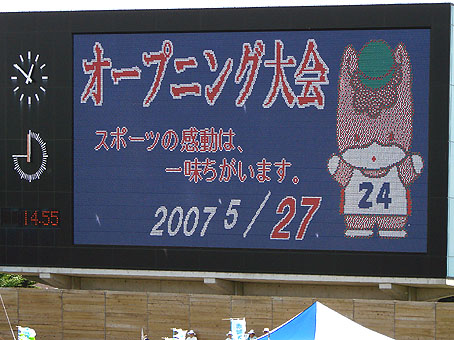 オープニング大会
スポーツの感動は、
一味ちがいます。
2007 5/27
24
14:55